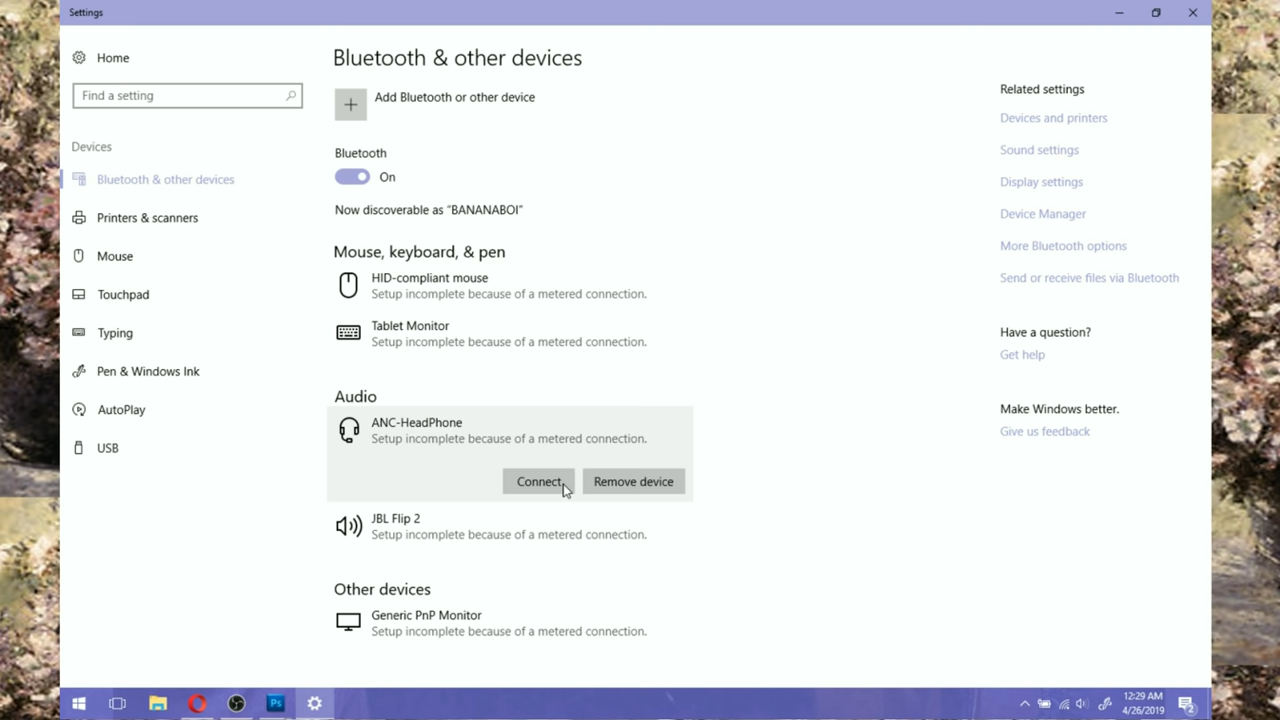 Settings
Home
Find a setting
Devices
Bluetooth & other devices
Printers & scanners
Mouse
Touchpad
Typing
Pen & Windows Ink
AutoPlay
USB
Bluetooth & other devices
Add Bluetooth or other device
Bluetooth
On
Now discoverable as “BANANABOI”
Mouse, keyboard, & pen
HID-compliant mouse
Setup incomplete because of a metered connection.
Tablet Monitor
Setup incomplete because of a metered connection.
Audio
ANC-HeadPhone
Setup incomplete because of a metered connection.
Connect
Remove device
JBL Flip 2
Setup incomplete because of a metered connection.
Other devices
Generic PnP Monitor
Setup incomplete because of a metered connection.
Related settings
Devices and printers
Sound settings
Display settings
Device Manager
More Bluetooth options
Send or receive files via Bluetooth
Have a question?
Get help
Make Windows better.
Give us feedback
Ps
12:29 AM
4/26/2019
2